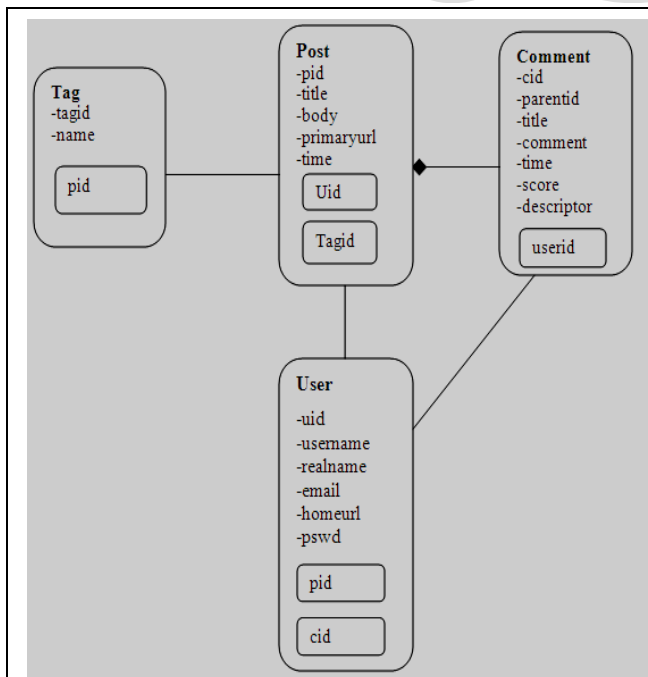 Tag
-tagid
-name
pid
Post
-pid
-title
-body
-primaryurl
-time
Uid
Tagid
Comment
-cid
-parentid
-title
-comment
-time
-score
-descriptor
userid
User
-uid
-username
-realname
-email
-homeurl
-pswd
pid
cid